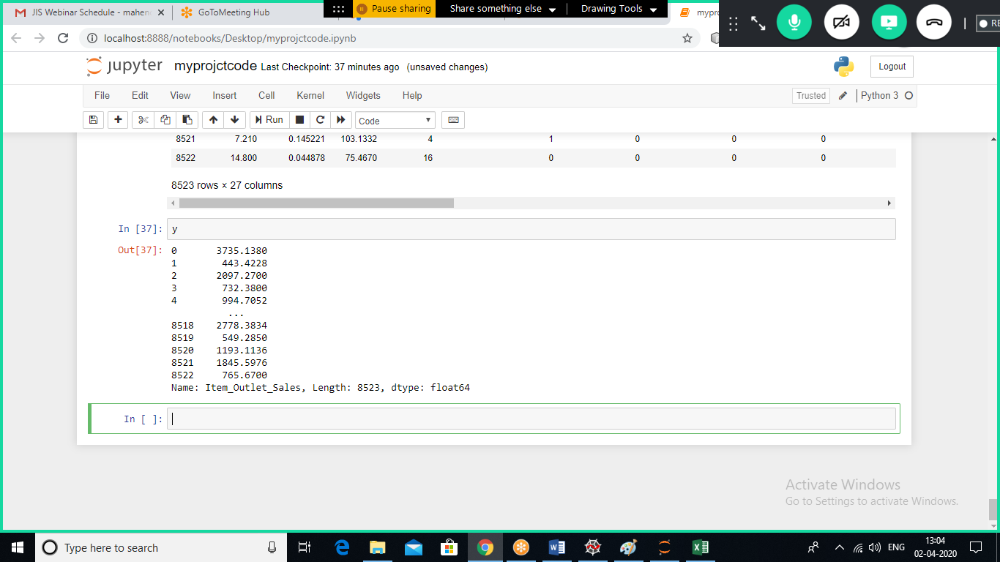 JIS Webinar Schedule - mahen
GoToMeeting Hub
Pause sharing
Share something else
Drawing Tools
mypro
RE
localhost:8888/notebooks/Desktop/myprojctcode.ipynb
jupyter myprojctcode Last Checkpoint: 37 minutes ago (unsaved changes)
Logout
File Edit View Insert Cell Kernel Widgets Help
Trusted Python 3
Run Code
8521 7.210 0.145221 103.1332 4 1 0 0 0
8522 14.800 0.044878 75.4670 16 0 0 0 0
8523 rows × 27 columns
In [37]: y
Out[37]: 0 3735.1380
1 443.4228
2 2097.2700
3 732.3800
4 994.7052
...
8518 2778.3834
8519 549.2850
8520 1193.1136
8521 1845.5976
8522 765.6700
Name: Item_Outlet_Sales, Length: 8523, dtype: float64
In [ ]:
Activate Windows
Go to Settings to activate Windows.
Type here to search
ENG
13:04
02-04-2020